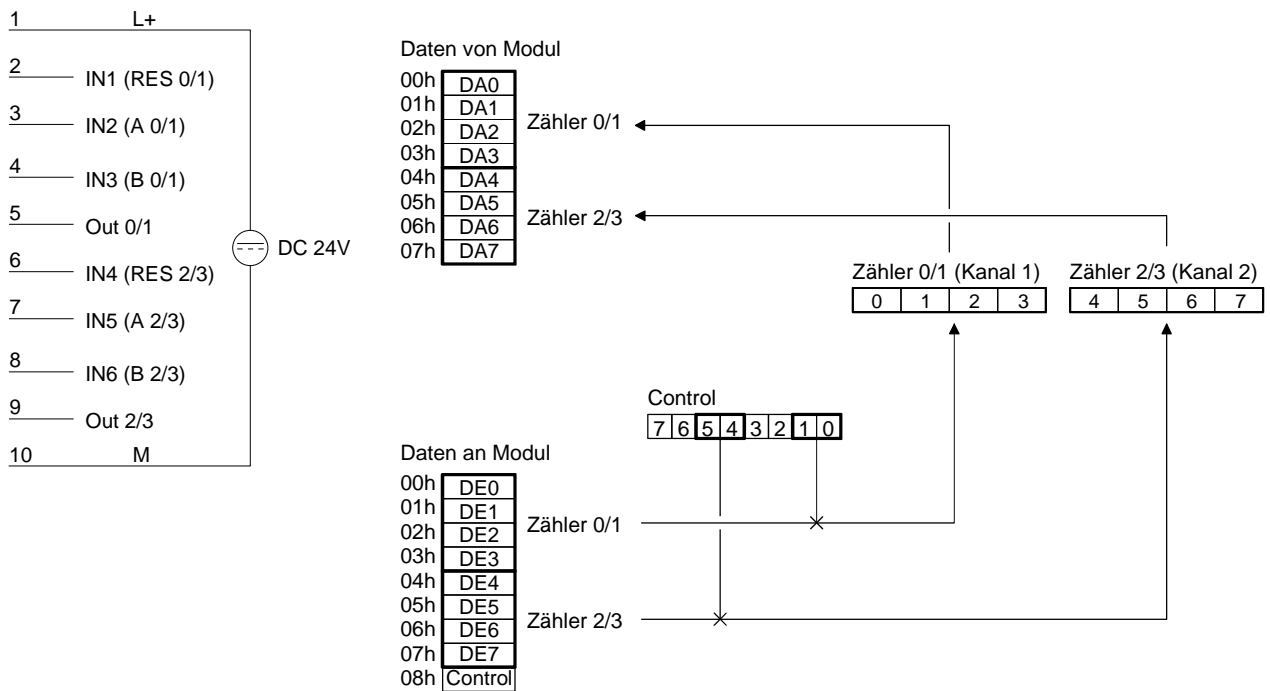 1 L+
2 IN1 (RES 0/1)
3 IN2 (A 0/1)
4 IN3 (B 0/1)
5 Out 0/1
DC 24V
6 IN4 (RES 2/3)
7 IN5 (A 2/3)
8 IN6 (B 2/3)
9 Out 2/3
10 M
Daten von Modul
00h DA0
01h DA1
Zähler 0/1
02h DA2
03h DA3
04h DA4
05h DA5
Zähler 2/3
06h DA6
07h DA7
Zähler 0/1 (Kanal 1)
0 1 2 3
Zähler 2/3 (Kanal 2)
4 5 6 7
Control
7 6 5 4 3 2 1 0
Daten an Modul
00h DE0
01h DE1
Zähler 0/1
02h DE2
03h DE3
04h DE4
05h DE5
Zähler 2/3
06h DE6
07h DE7
08h Control